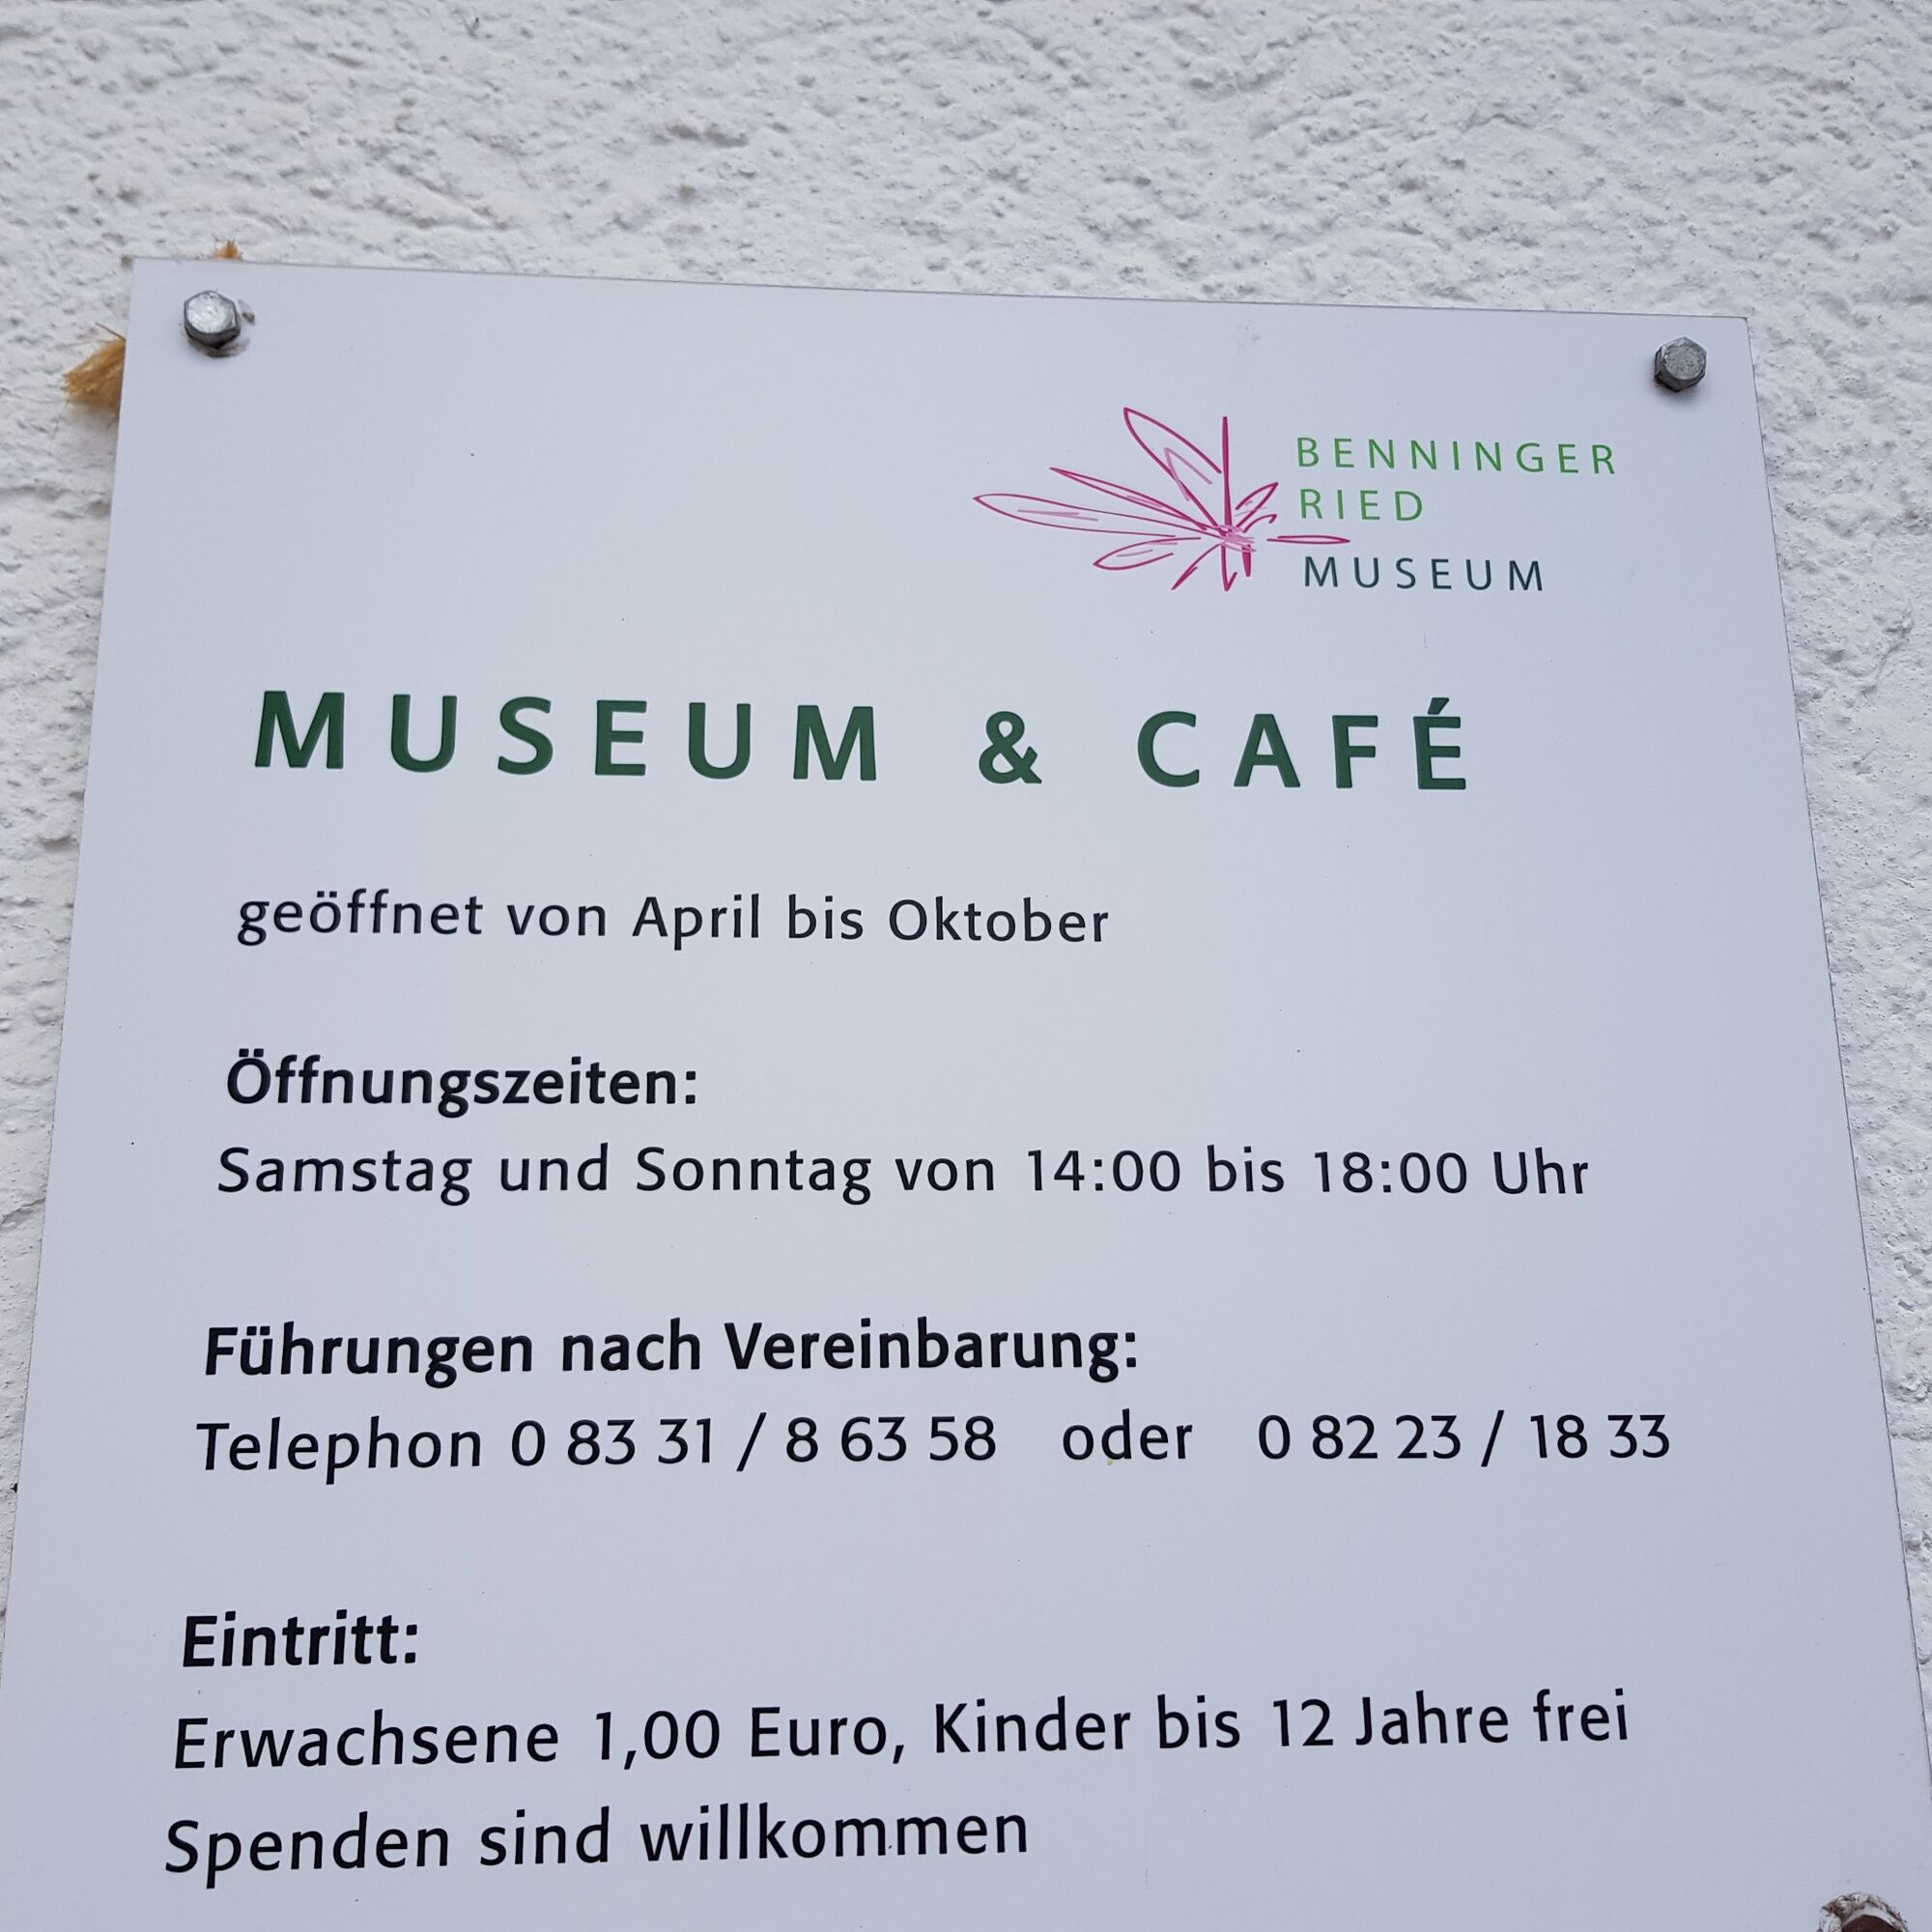 BENNINGER
RIED
MUSEUM
MUSEUM & CAFÉ
geöffnet von April bis Oktober
Öffnungszeiten:
Samstag und Sonntag von 14:00 bis 18:00 Uhr
Führungen nach Vereinbarung:
Telephon 0 83 31 / 8 63 58 oder 0 82 23 / 18 33
Eintritt:
Erwachsene 1,00 Euro, Kinder bis 12 Jahre frei
Spenden sind willkommen